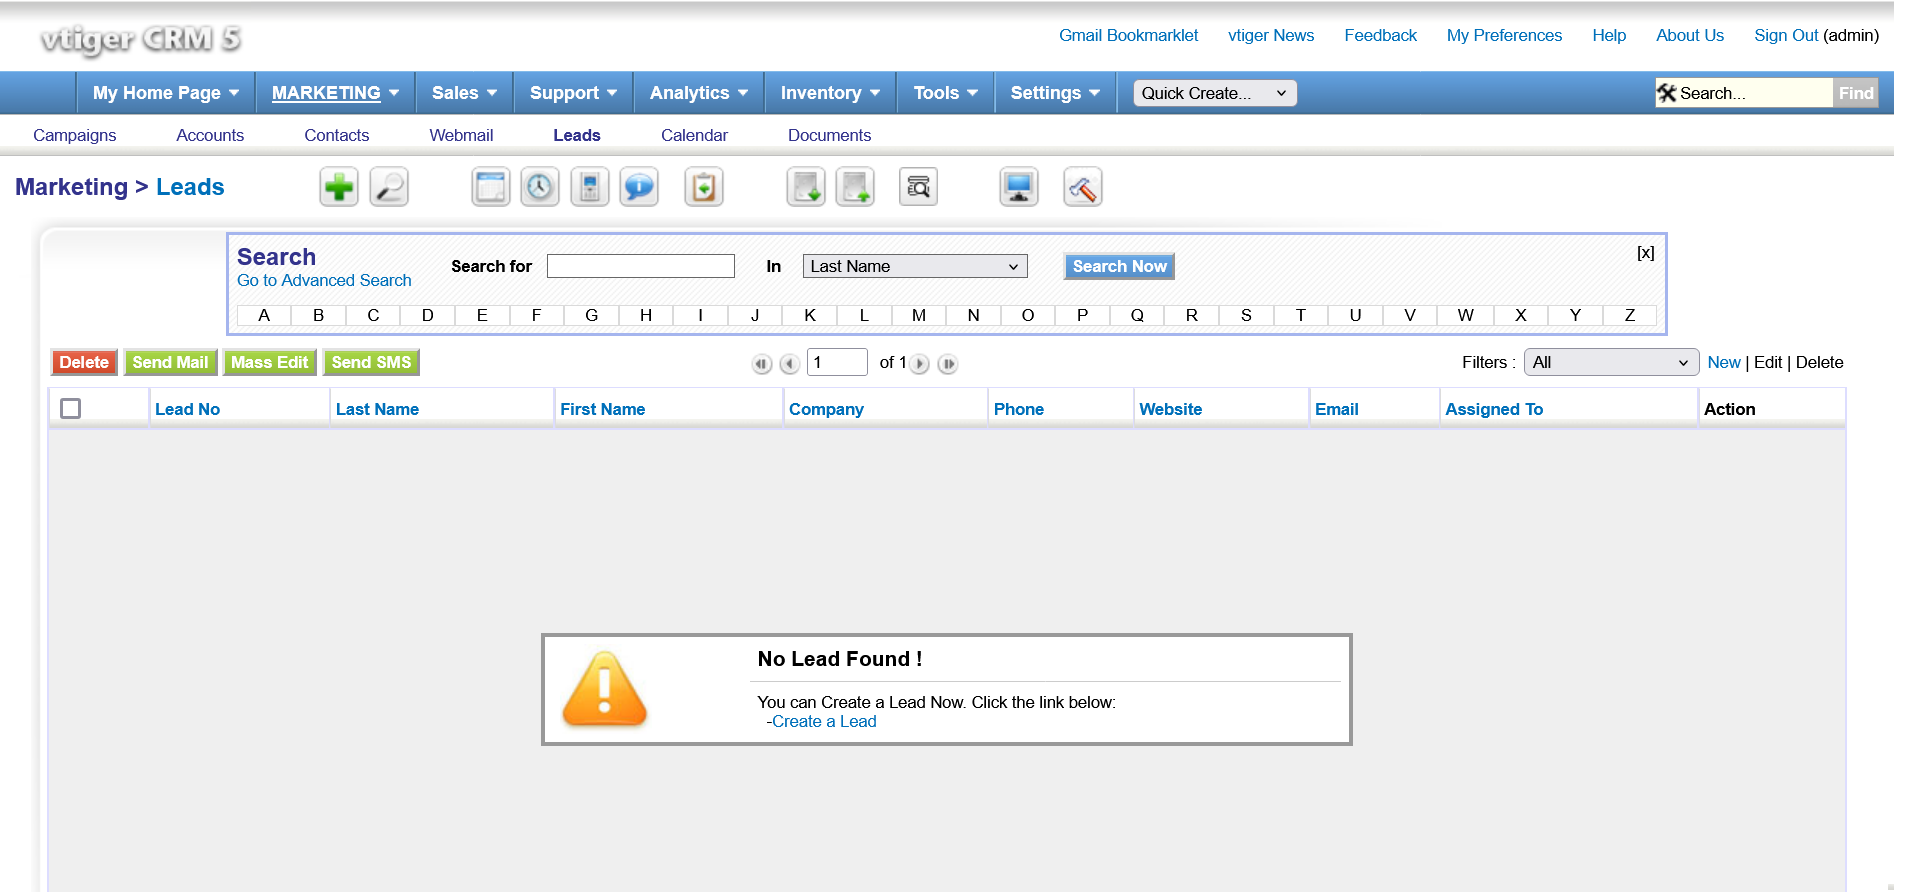 vtiger CRM 5
Gmail Bookmarklet vtiger News Feedback My Preferences Help About Us Sign Out (admin)
My Home Page MARKETING Sales Support Analytics Inventory Tools Settings Quick Create... Search... Find
Campaigns Accounts Contacts Webmail Leads Calendar Documents
Marketing > Leads
Search
Go to Advanced Search
Search for In Last Name Search Now [x]
A B C D E F G H I J K L M N O P Q R S T U V W X Y Z
Delete Send Mail Mass Edit Send SMS 1 of 1 Filters : All New | Edit | Delete
Lead No Last Name First Name Company Phone Website Email Assigned To Action
No Lead Found !
You can Create a Lead Now. Click the link below:
-Create a Lead